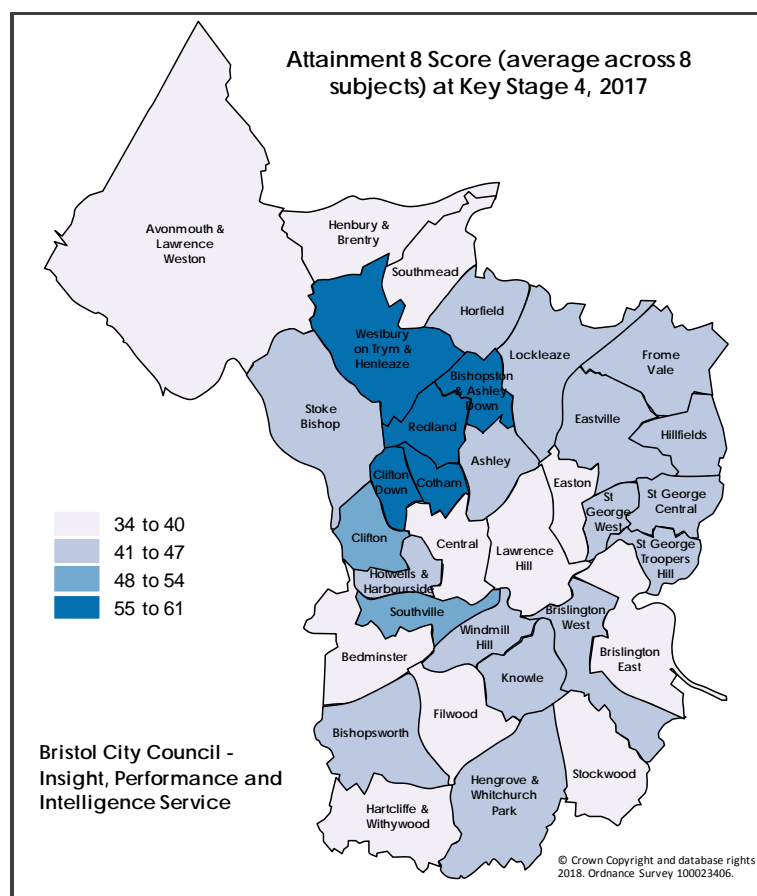 Attainment 8 Score (average across 8
subjects) at Key Stage 4, 2017
Avonmouth &
Lawrence
Weston
Henbury &
Brentry
Southmead
Horfield
Westbury
on Trym &
Henleaze
Lockleaze
Frome
Vale
Bishopston
& Ashley
Down
Stoke
Bishop
Redland
Eastville
Hillfields
Ashley
Clifton
Down
Cotham
Easton
St
George
West
St George
Central
34 to 40
41 to 47
48 to 54
55 to 61
Clifton
Central
Lawrence
Hill
St George
Troopers
Hill
Hotwells &
Harbourside
Southville
Windmill
Hill
Brislington
West
Bedminster
Brislington
East
Knowle
Filwood
Bishopsworth
Stockwood
Hengrove &
Whitchurch
Park
Hartcliffe &
Withywood
Bristol City Council -
Insight, Performance and
Intelligence Service
© Crown Copyright and database rights
2018. Ordnance Survey 100023406.